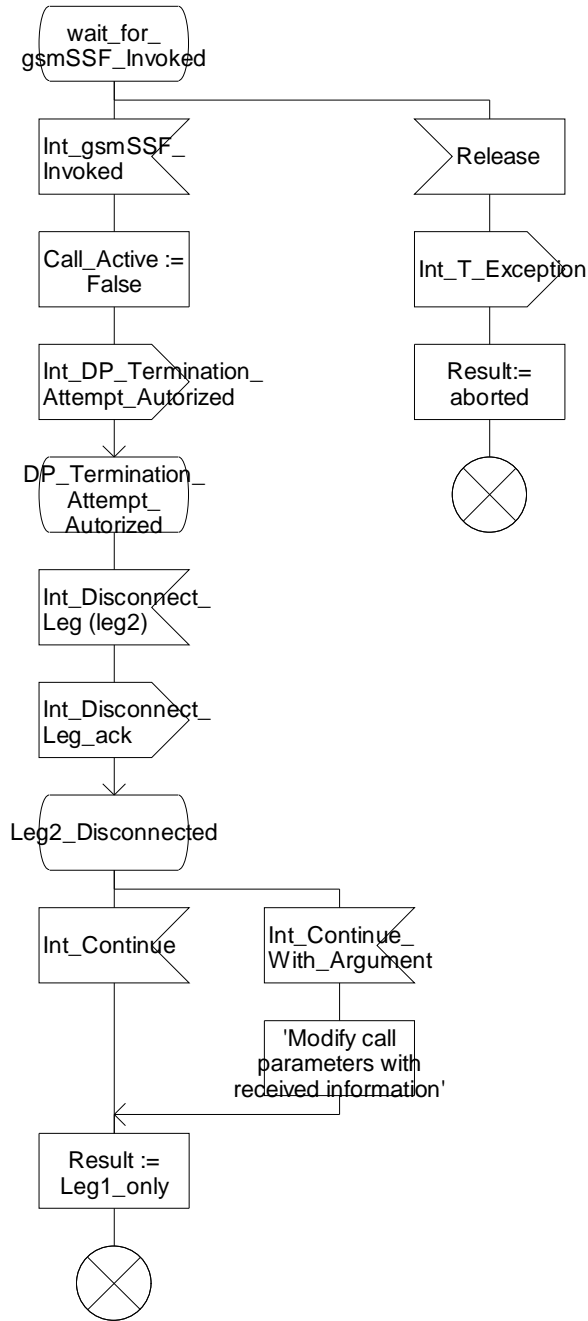 wait_for_
gsmSSF_Invoked
Int_gsmSSF_
Invoked
Release
Call_Active :=
False
Int_T_Exception
Int_DP_Termination_
Attempt_Autorized
Result:=
aborted
DP_Termination_
Attempt_
Autorized
Int_Disconnect_
Leg (leg2)
Int_Disconnect_
Leg_ack
Leg2_Disconnected
Int_Continue
Int_Continue_
With_Argument
'Modify call
parameters with
received information'
Result :=
Leg1_only